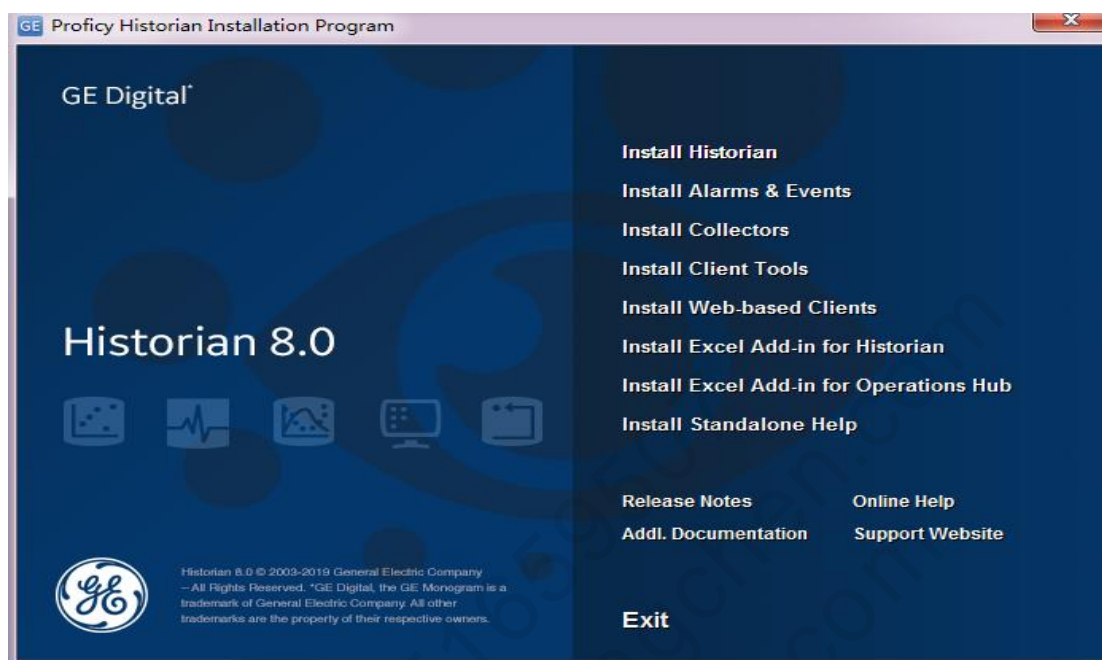 GE Proficy Historian Installation Program
GE Digital*
Install Historian
Install Alarms & Events
Install Collectors
Install Client Tools
Install Web-based Clients
Historian 8.0
Install Excel Add-in for Historian
Install Excel Add-in for Operations Hub
Install Standalone Help
Release Notes Online Help
Addl. Documentation Support Website
Historian 8.0 © 2003-2019 General Electric Company
– All Rights Reserved. *GE Digital, the GE Monogram is a
trademark of General Electric Company. All other
trademarks are the property of their respective owners.
GE
Exit